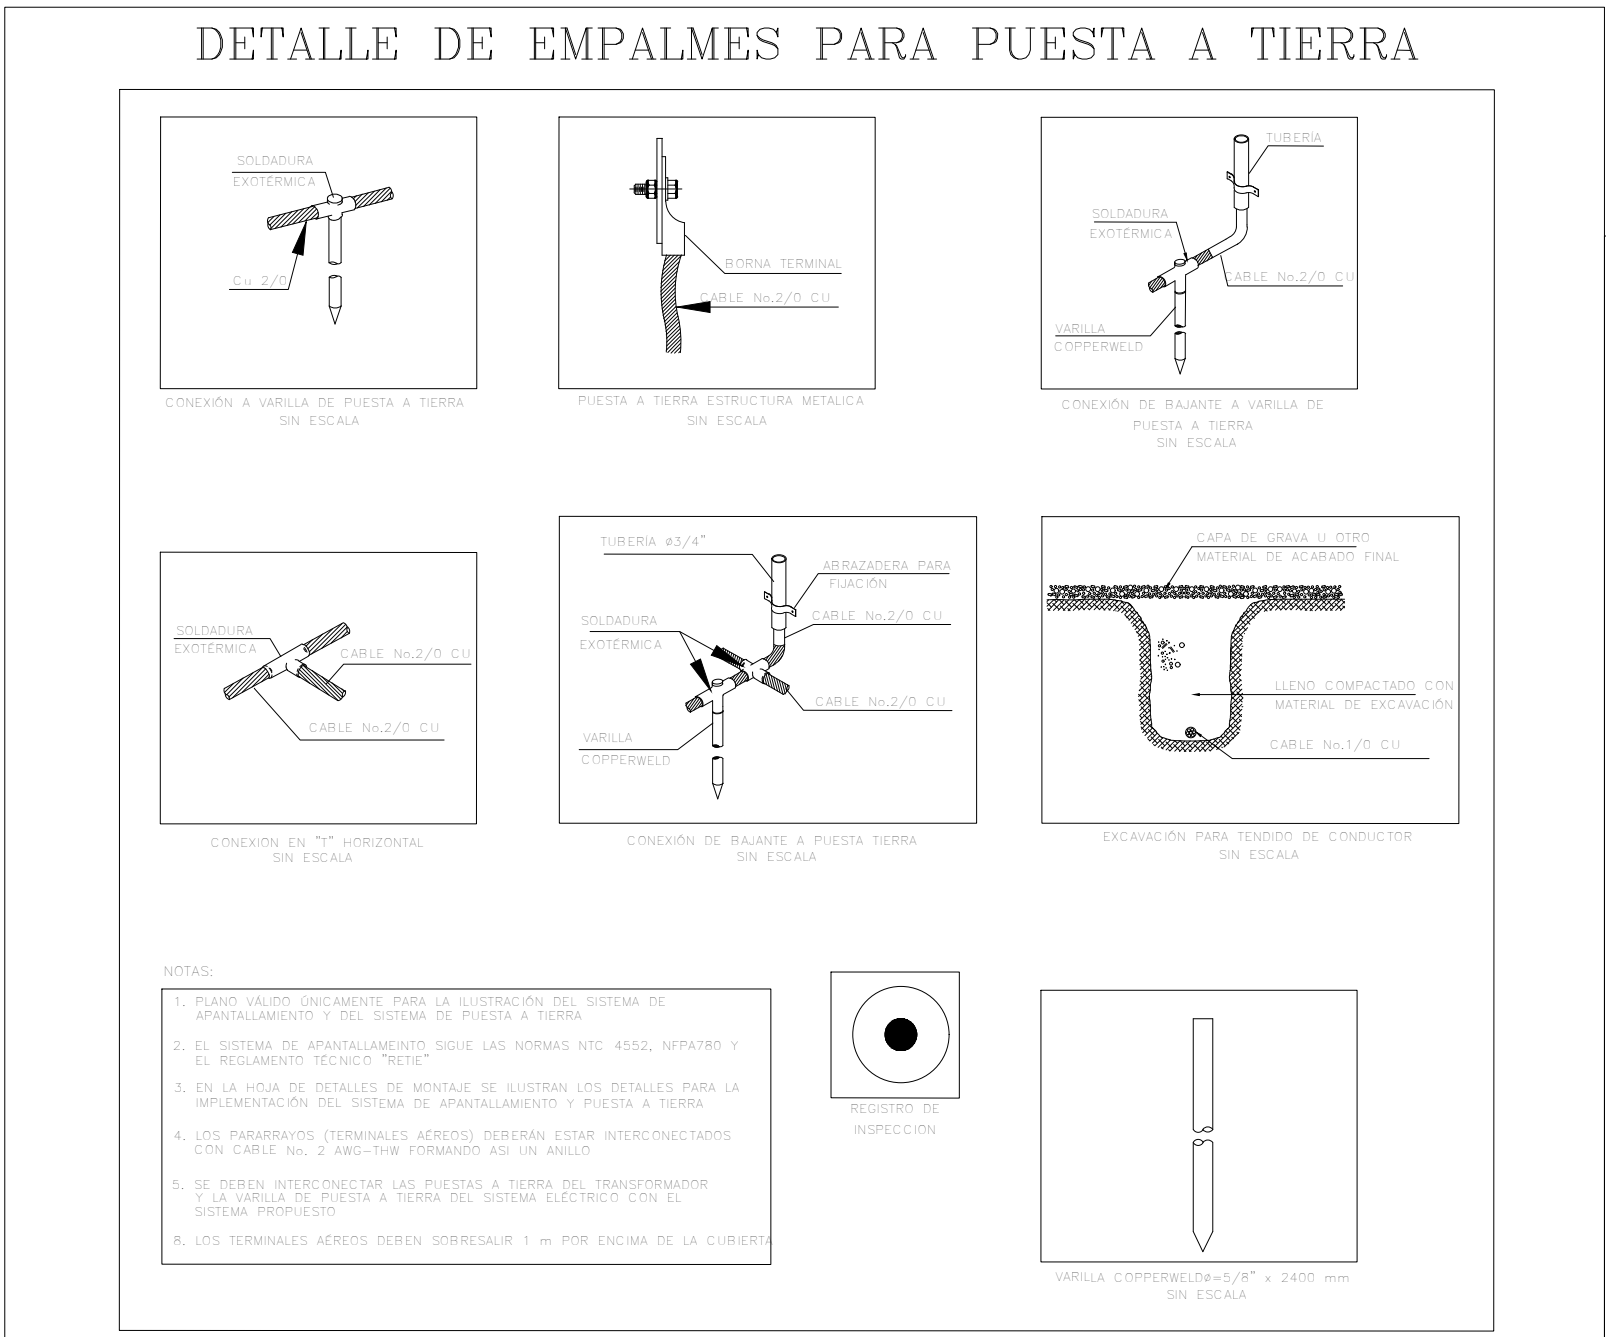 DETALLE DE EMPALMES PARA PUESTA A TIERRA
SOLDADURA
EXOTÉRMICA
Cu 2/0
CONEXIÓN A VARILLA DE PUESTA A TIERRA
SIN ESCALA
BORNA TERMINAL
CABLE No.2/0 CU
PUESTA A TIERRA ESTRUCTURA METALICA
SIN ESCALA
TUBERÍA
SOLDADURA
EXOTÉRMICA
CABLE No.2/0 CU
VARILLA
COPPERWELD
CONEXIÓN DE BAJANTE A VARILLA DE
PUESTA A TIERRA
SIN ESCALA
SOLDADURA
EXOTÉRMICA
CABLE No.2/0 CU
CABLE No.2/0 CU
CONEXION EN "T" HORIZONTAL
SIN ESCALA
TUBERÍA ø3/4"
ABRAZADERA PARA
FIJACIÓN
SOLDADURA
EXOTÉRMICA
CABLE No.2/0 CU
CABLE No.2/0 CU
VARILLA
COPPERWELD
CONEXIÓN DE BAJANTE A PUESTA TIERRA
SIN ESCALA
CAPA DE GRAVA U OTRO
MATERIAL DE ACABADO FINAL
LLENO COMPACTADO CON
MATERIAL DE EXCAVACIÓN
CABLE No.1/0 CU
EXCAVACIÓN PARA TENDIDO DE CONDUCTOR
SIN ESCALA
NOTAS:
1. PLANO VÁLIDO ÚNICAMENTE PARA LA ILUSTRACIÓN DEL SISTEMA DE
APANTALLAMIENTO Y DEL SISTEMA DE PUESTA A TIERRA
2. EL SISTEMA DE APANTALLAMEINTO SIGUE LAS NORMAS NTC 4552, NFPA780 Y
EL REGLAMENTO TÉCNICO "RETIE"
3. EN LA HOJA DE DETALLES DE MONTAJE SE ILUSTRAN LOS DETALLES PARA LA
IMPLEMENTACIÓN DEL SISTEMA DE APANTALLAMIENTO Y PUESTA A TIERRA
4. LOS PARARRAYOS (TERMINALES AÉREOS) DEBERÁN ESTAR INTERCONECTADOS
CON CABLE No. 2 AWG-THW FORMANDO ASI UN ANILLO
5. SE DEBEN INTERCONECTAR LAS PUESTAS A TIERRA DEL TRANSFORMADOR
Y LA VARILLA DE PUESTA A TIERRA DEL SISTEMA ELÉCTRICO CON EL
SISTEMA PROPUESTO
8. LOS TERMINALES AÉREOS DEBEN SOBRESALIR 1 m POR ENCIMA DE LA CUBIERTA
REGISTRO DE
INSPECCION
VARILLA COPPERWELDø=5/8" x 2400 mm
SIN ESCALA